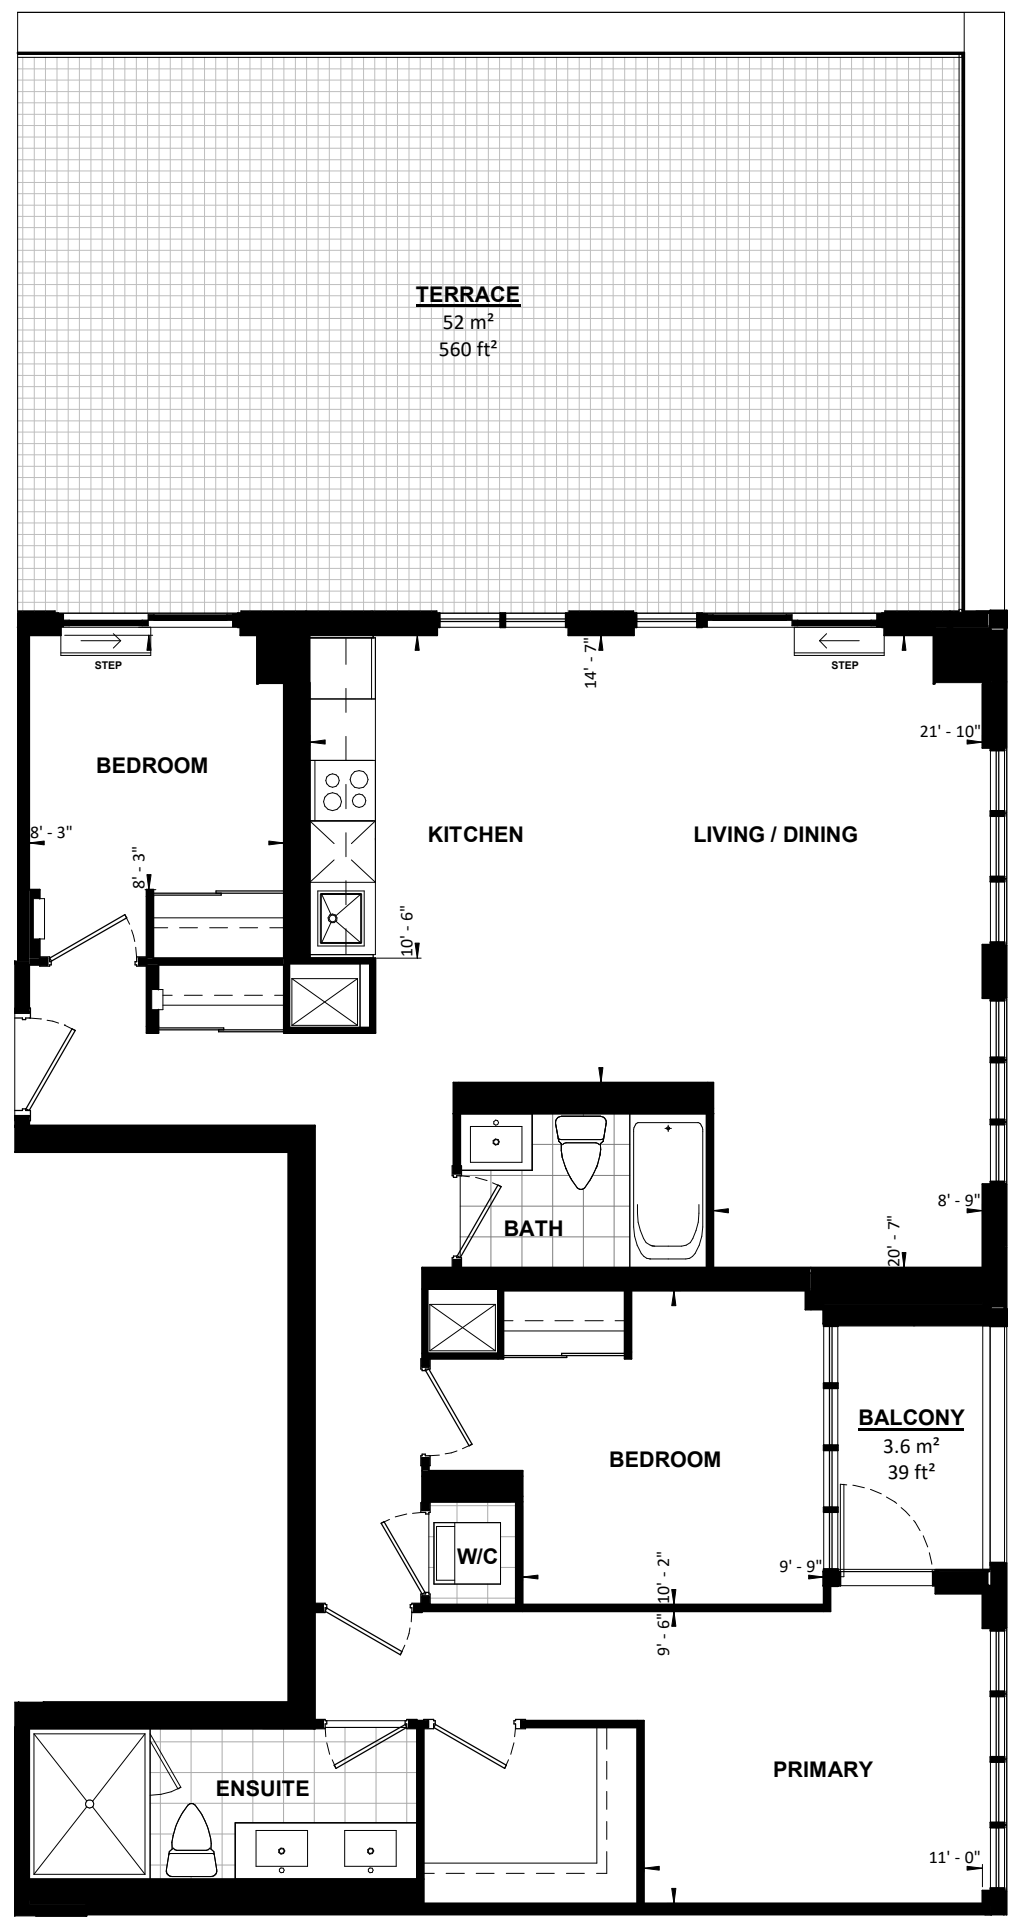 TERRACE
52 m²
560 ft²
STEP
14' - 7"
STEP
21' - 10"
BEDROOM
8' - 3"
8' - 3"
KITCHEN
LIVING / DINING
10' - 6"
8' - 9"
20' - 7"
BATH
BALCONY
3.6 m²
39 ft²
BEDROOM
W/C
9' - 9"
10' - 2"
9' - 6"
PRIMARY
ENSUITE
11' - 0"